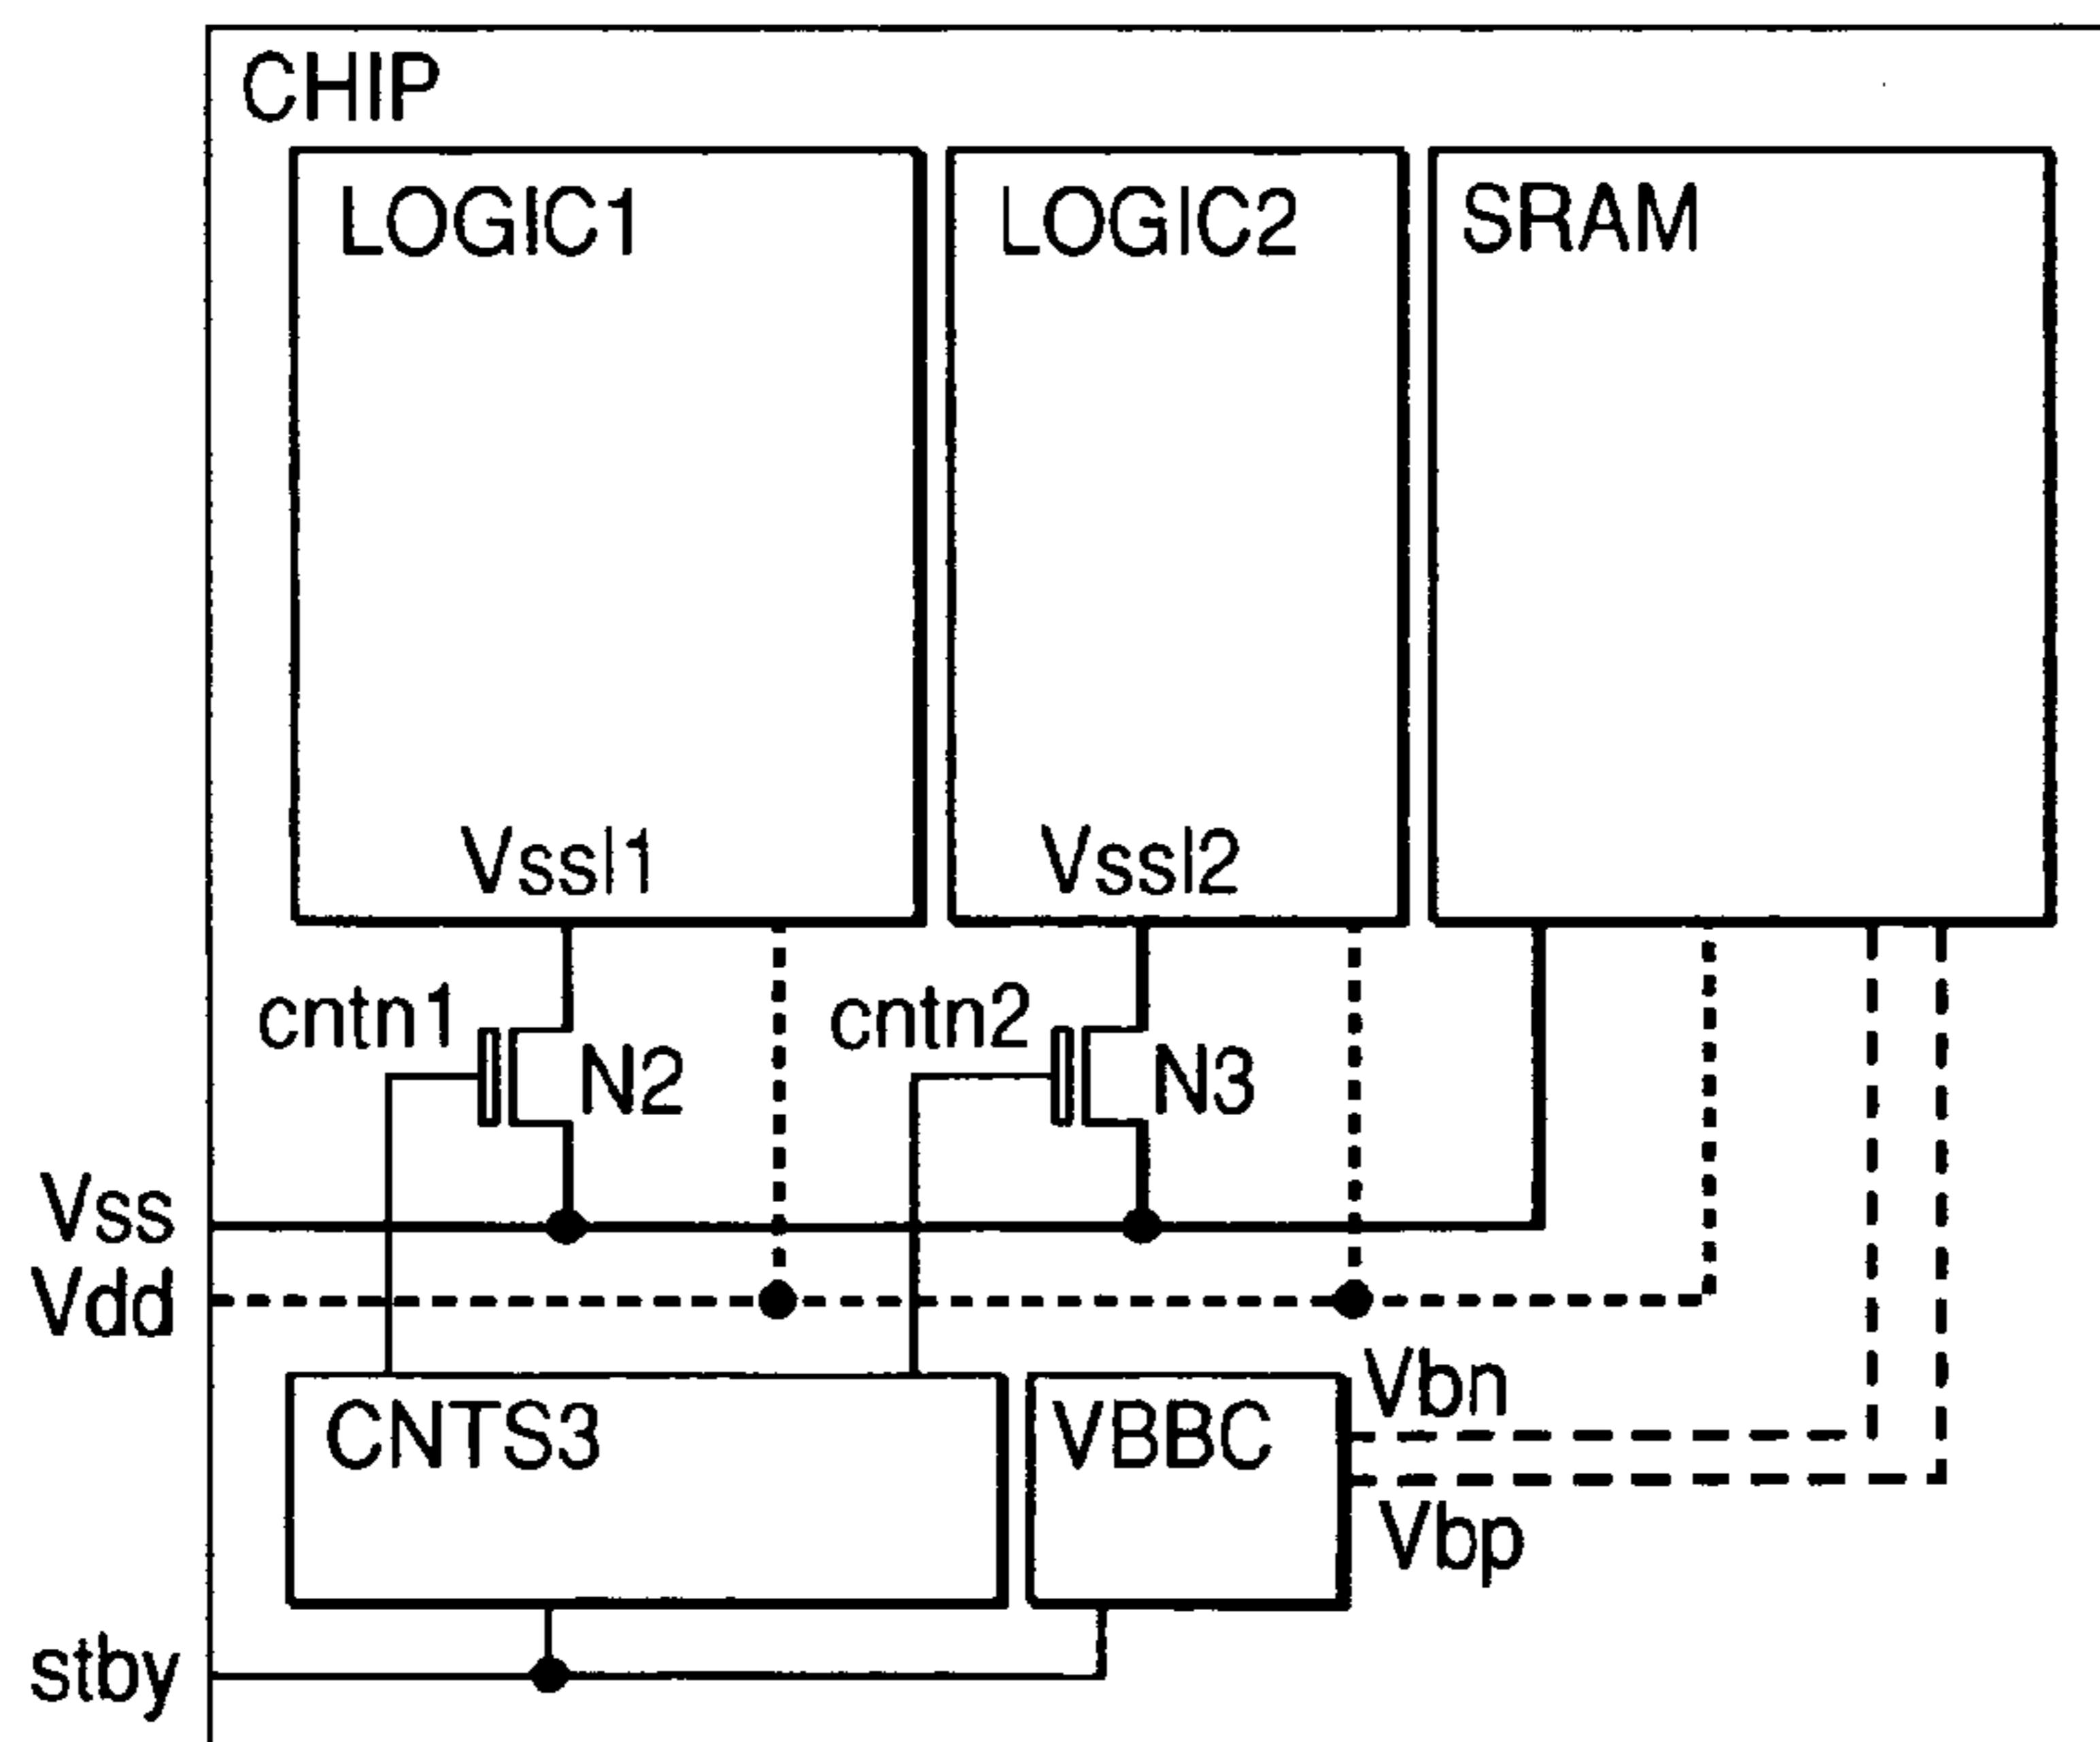 CHIP
LOGIC1
LOGIC2
SRAM
Vssl1
Vssl2
cntn1
N2
cntn2
N3
Vss
Vdd
CNTS3
VBBC
Vbn
Vbp
stby